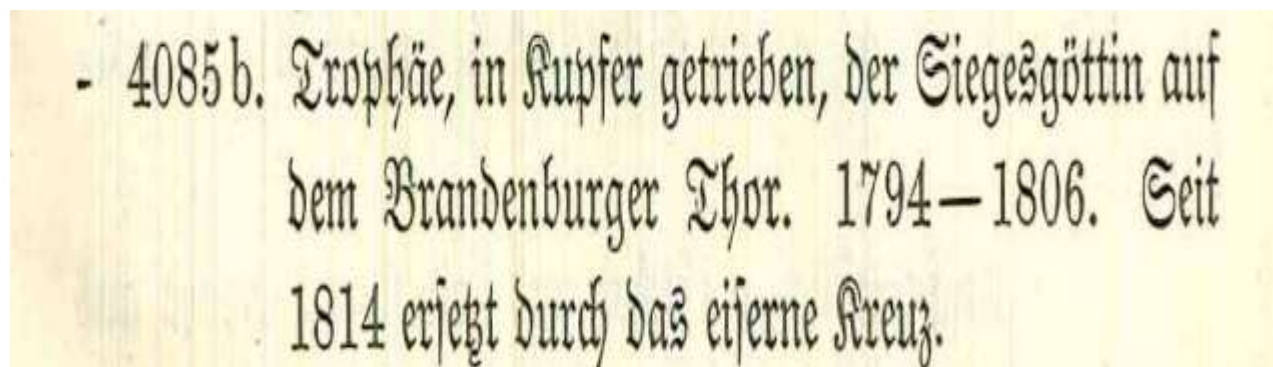 - 4085 b. Trophäe, in Kupfer getrieben, der Siegesgöttin auf
dem Brandenburger Thor. 1794—1806. Seit
1814 ersetzt durch das eiserne Kreuz.